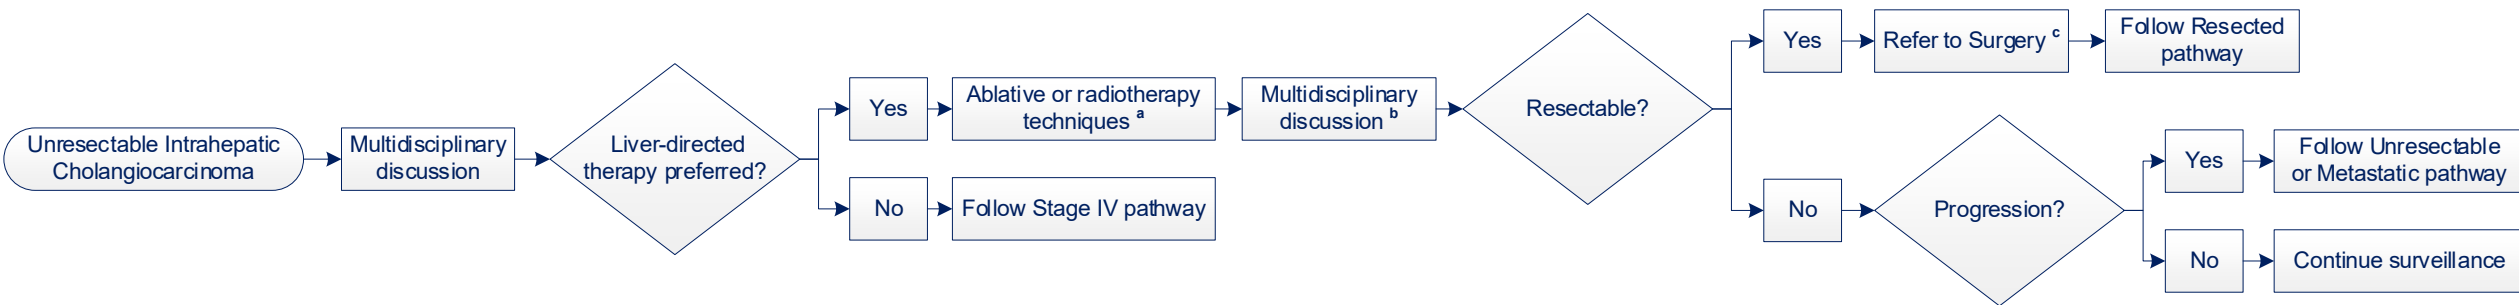 Unresectable Intrahepatic
Cholangiocarcinoma
Multidisciplinary
discussion
Liver-directed
therapy preferred?
Yes
Ablative or radiotherapy
techniques a
Multidisciplinary
discussion b
No
Follow Stage IV pathway
Resectable?
Yes
Refer to Surgery c
Follow Resected
pathway
No
Progression?
Yes
Follow Unresectable
or Metastatic pathway
No
Continue surveillance